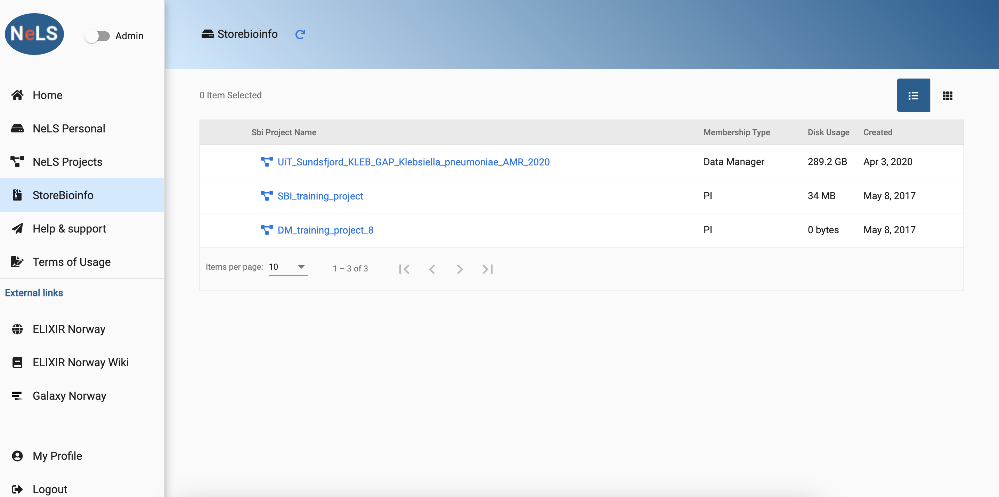 NeLS
Admin
Home
NeLS Personal
NeLS Projects
StoreBioinfo
Help & support
Terms of Usage
External links
ELIXIR Norway
ELIXIR Norway Wiki
Galaxy Norway
My Profile
Logout
Storebioinfo
0 Item Selected
Sbi Project Name Membership Type Disk Usage Created
UiT_Sundsfjord_KLEB_GAP_Klebsiella_pneumoniae_AMR_2020 Data Manager 289.2 GB Apr 3, 2020
SBI_training_project PI 34 MB May 8, 2017
DM_training_project_8 PI 0 bytes May 8, 2017
Items per page: 10 1 – 3 of 3